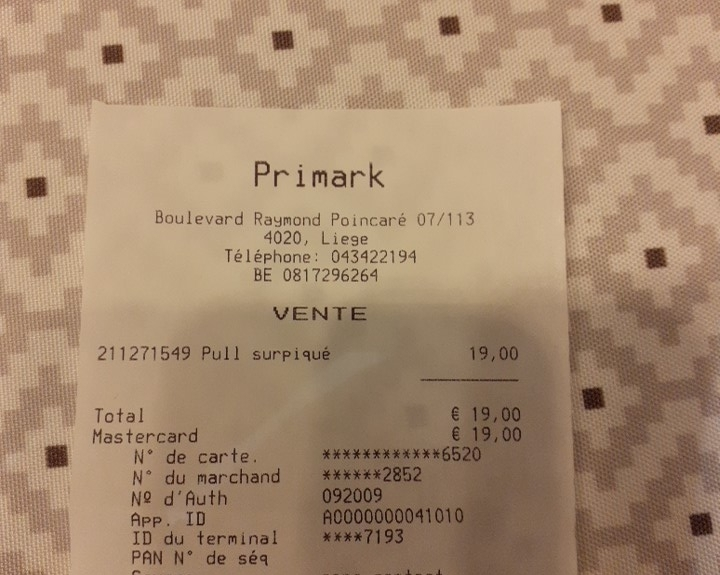 Primark
Boulevard Raymond Poincaré 07/113
4020, Liege
Téléphone: 043422194
BE 0817296264
VENTE
211271549 Pull surpiqué 19,00
Total € 19,00
Mastercard € 19,00
N° de carte. ************6520
N° du marchand ******2852
Nº d'Auth 092009
App. ID A0000000041010
ID du terminal ****7193
PAN N° de séq